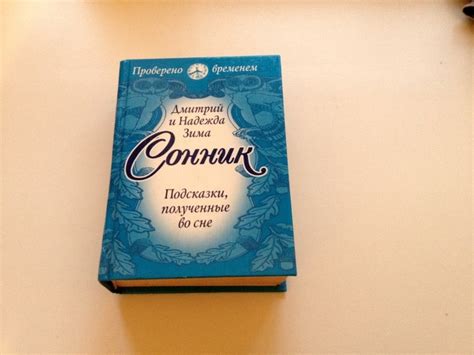 Проверено временем
Дмитрий
и Надежда
Зима
Сонник
Подсказки,
полученные
во сне